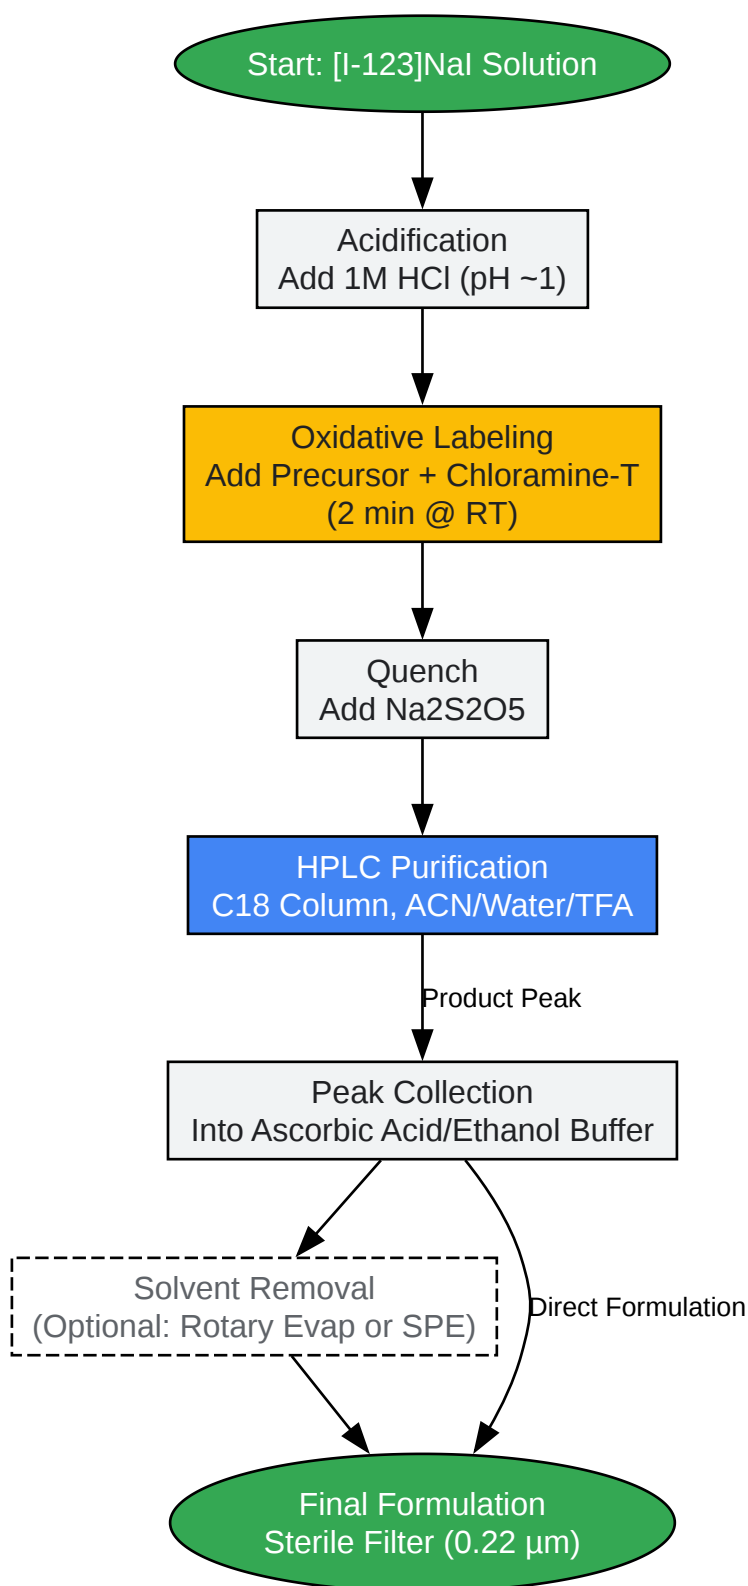 Start: [I-123]NaI Solution
Acidification
Add 1M HCl (pH ~1)
Oxidative Labeling
Add Precursor + Chloramine-T
(2 min @ RT)
Quench
Add Na2S2O5
HPLC Purification
C18 Column, ACN/Water/TFA
Product Peak
Peak Collection
Into Ascorbic Acid/Ethanol Buffer
Solvent Removal
(Optional: Rotary Evap or SPE)
Direct Formulation
Final Formulation
Sterile Filter (0.22 µm)